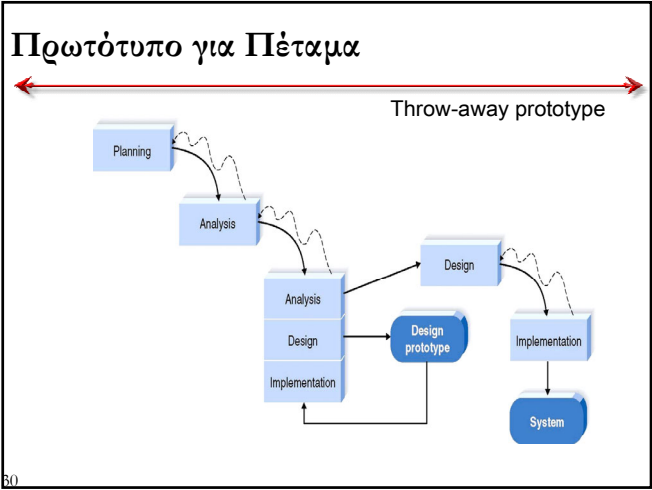 Πρωτότυπο για Πέταμα
Throw-away prototype
Planning
Analysis
Analysis
Design
Implementation
Design
prototype
Design
Implementation
System
30